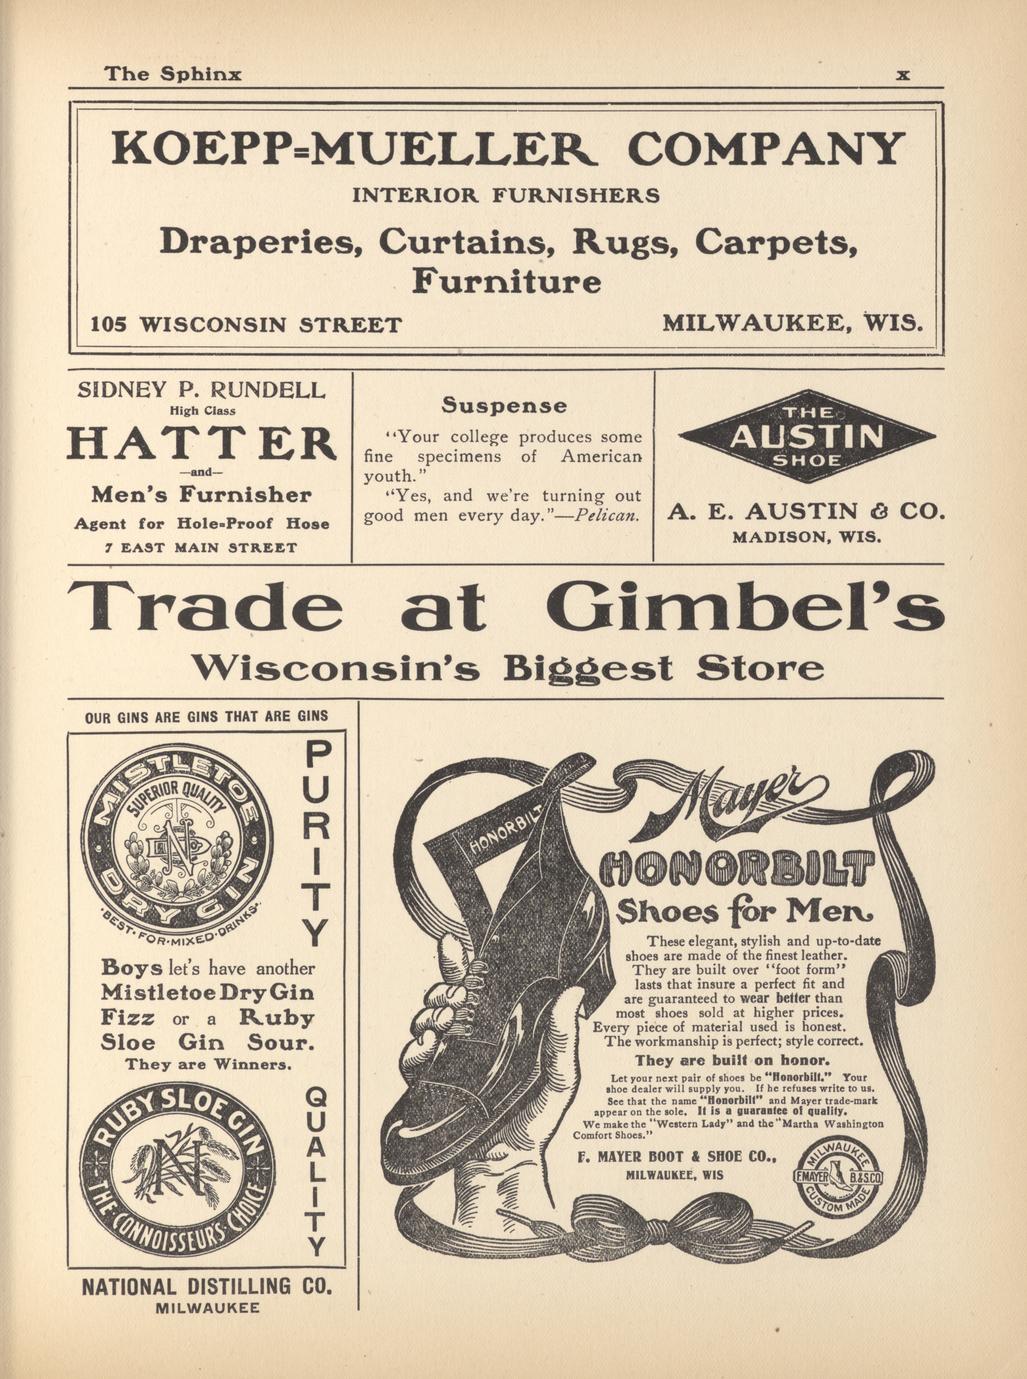 The Sphinx
x
KOEPP=MUELLER COMPANY
INTERIOR FURNISHERS
Draperies, Curtains, Rugs, Carpets,
Furniture
105 WISCONSIN STREET
MILWAUKEE, WIS.
SIDNEY P. RUNDELL
High Class
HATTER
—and—
Men's Furnisher
Agent for Hole=Proof Hose
7 EAST MAIN STREET
Suspense
"Your college produces some
fine specimens of American
youth."
"Yes, and we're turning out
good men every day."—Pelican.
THE
AUSTIN
SHOE
A. E. AUSTIN & CO.
MADISON, WIS.
Trade at Gimbel's
Wisconsin's Biggest Store
OUR GINS ARE GINS THAT ARE GINS
MISTLETOE
SUPERIOR QUALITY
N
DRY GIN
·BEST·FOR·MIXED·DRINKS·
PURITY
Boys let's have another
Mistletoe Dry Gin
Fizz or a Ruby
Sloe Gin Sour.
They are Winners.
RUBY SLOE GIN
N
THE·CONNOISSEUR'S·CHOICE
QUALITY
NATIONAL DISTILLING CO.
MILWAUKEE
HONORBILT
Mayer
HONORBILT
Shoes for Men
These elegant, stylish and up-to-date
shoes are made of the finest leather.
They are built over "foot form"
lasts that insure a perfect fit and
are guaranteed to wear better than
most shoes sold at higher prices.
Every piece of material used is honest.
The workmanship is perfect; style correct.
They are built on honor.
Let your next pair of shoes be "Honorbilt." Your
shoe dealer will supply you. If he refuses write to us.
See that the name "Honorbilt" and Mayer trade-mark
appear on the sole. It is a guarantee of quality.
We make the "Western Lady" and the "Martha Washington
Comfort Shoes."
F. MAYER BOOT & SHOE CO.,
MILWAUKEE, WIS
MILWAUKEE
F. MAYER B. & S. CO.
CUSTOM MADE